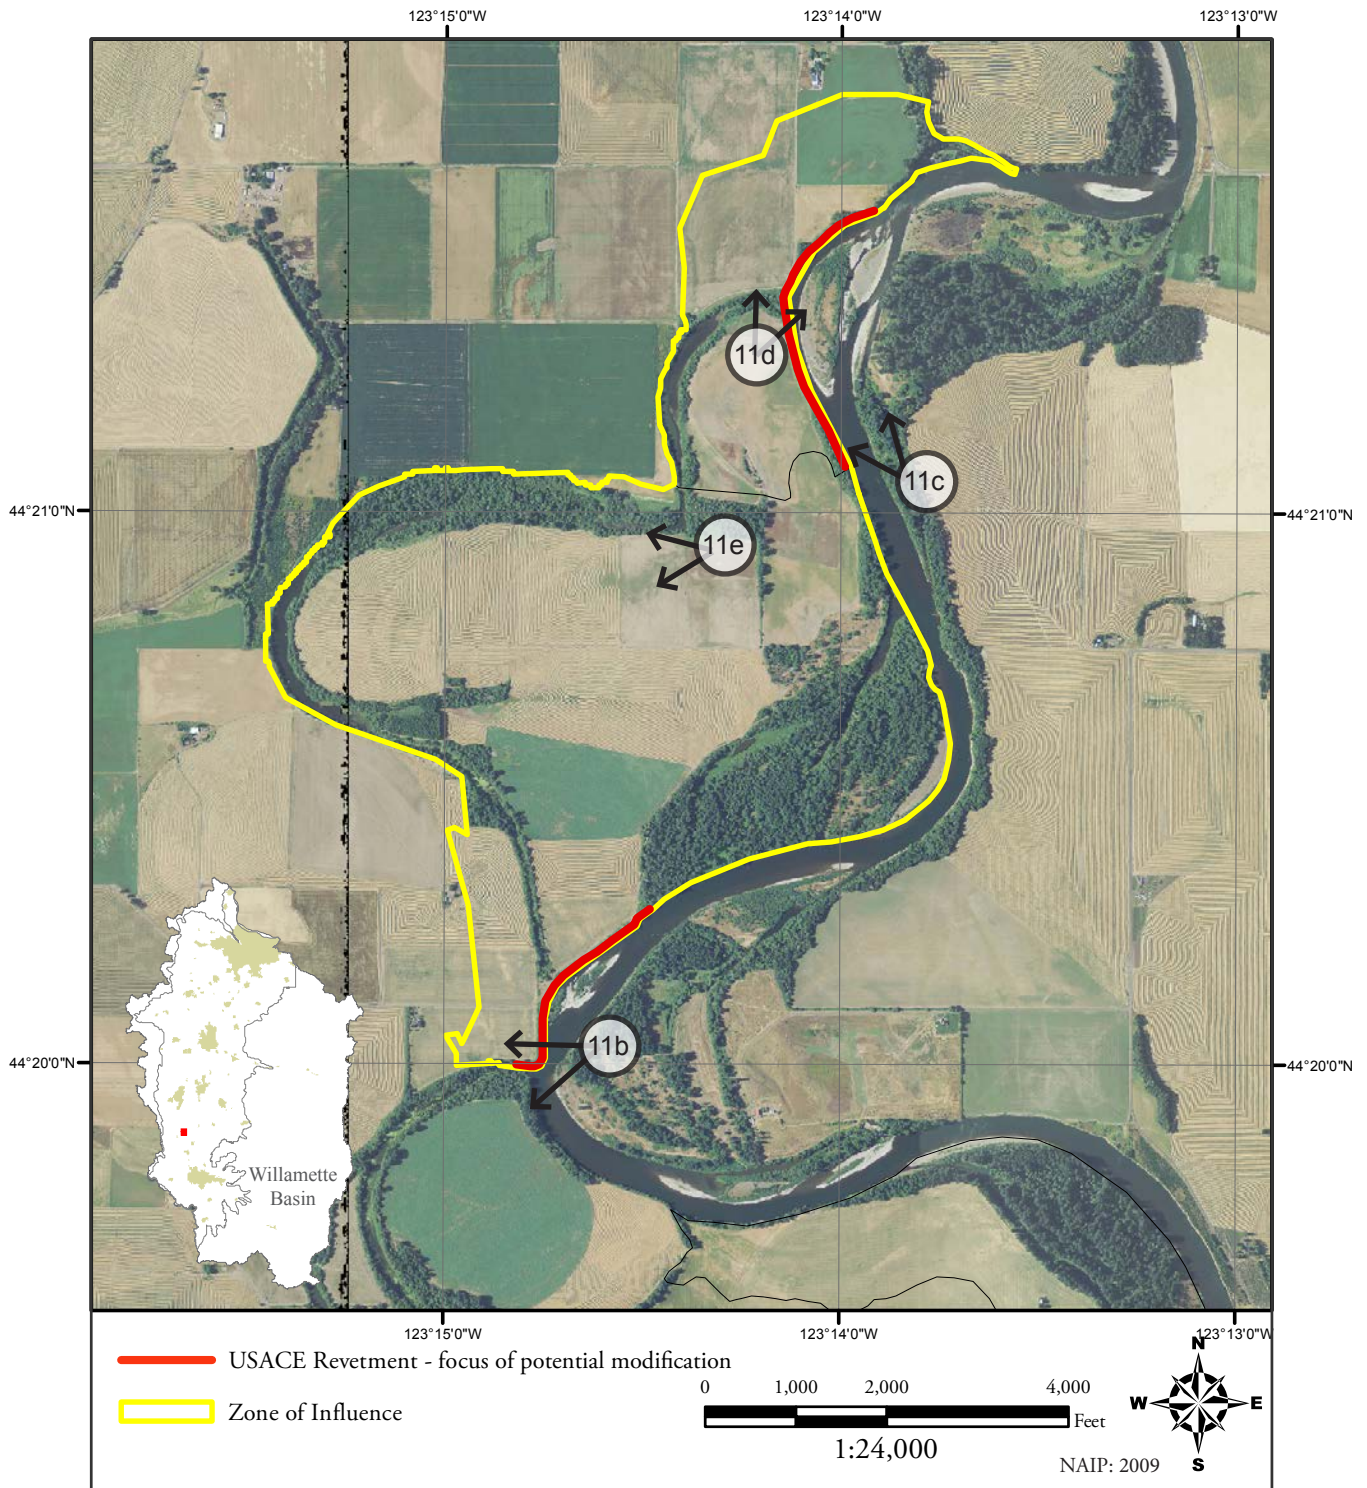 123°15'0"W
123°14'0"W
123°13'0"W
11d
11c
44°21'0"N
44°21'0"N
11e
11b
44°20'0"N
44°20'0"N
Willamette
Basin
123°15'0"W
123°14'0"W
123°13'0"W
N
USACE Revetment - focus of potential modification
0
1,000
2,000
4,000
W
E
Zone of Influence
Feet
1:24,000
NAIP: 2009
S